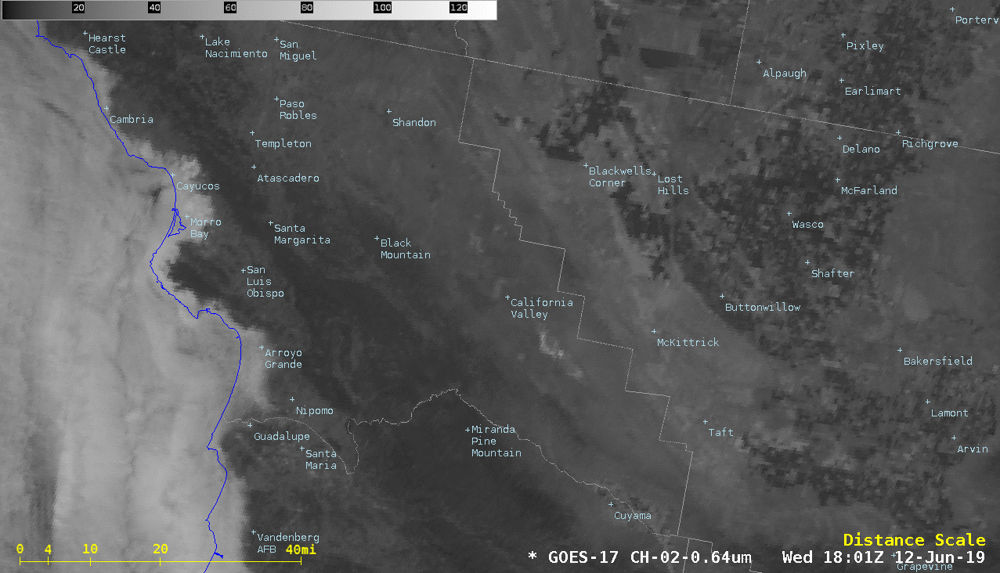 20 40 60 80 100 120
Hearst
Castle
Lake
Nacimiento
San
Miguel
Porterv
Pixley
Alpaugh
Earlimart
Paso
Robles
Cambria
Shandon
Templeton
Richgrove
Delano
Atascadero
Blackwells
Corner
Lost
Hills
Cayucos
McFarland
Morro
Bay
Santa
Margarita
Wasco
Black
Mountain
San
Luis
Obispo
Shafter
California
Valley
Buttonwillow
McKittrick
Arroyo
Grande
Bakersfield
Nipomo
Lamont
Guadalupe
Miranda
Pine
Mountain
Taft
Santa
Maria
Arvin
Cuyama
Vandenberg
AFB
Distance Scale
0 4 10 20 40mi
* GOES-17 CH-02-0.64um Wed 18:01Z 12-Jun-19
Grapevine